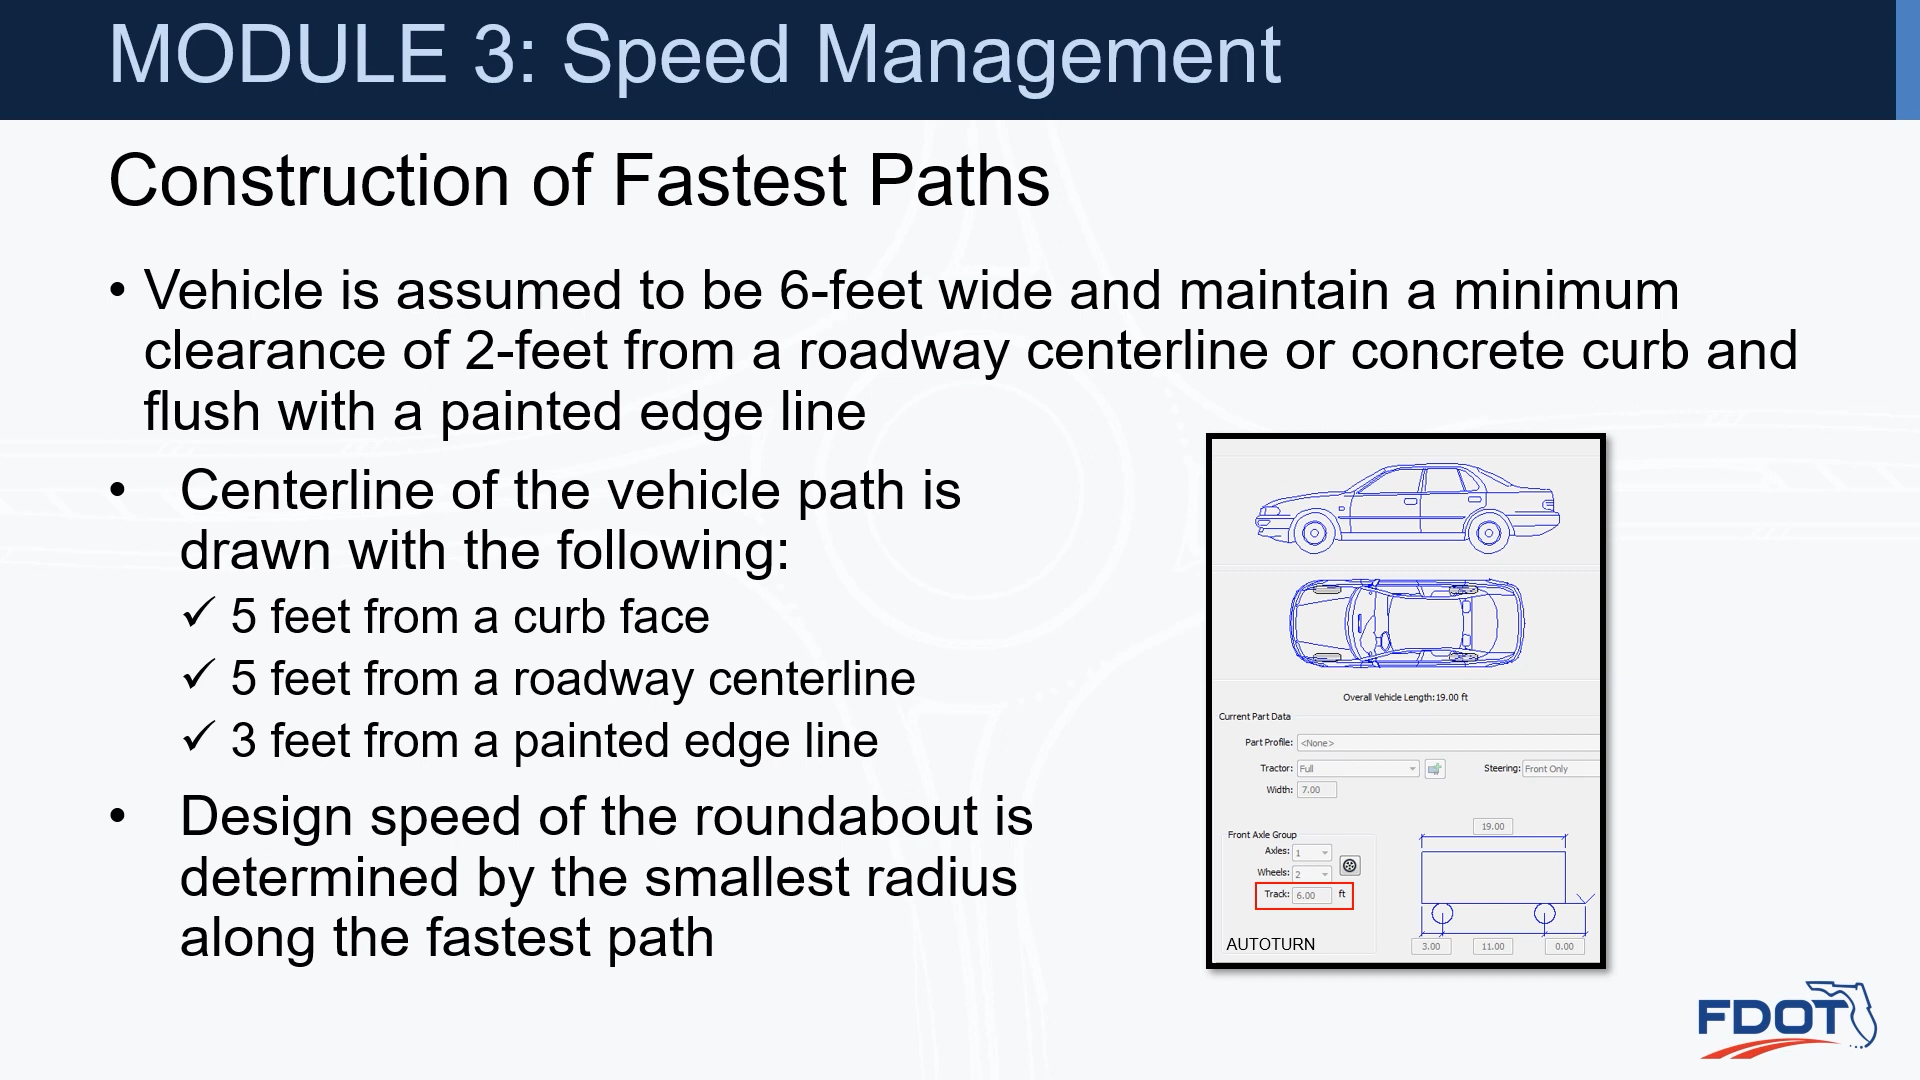 MODULE 3: Speed Management
Construction of Fastest Paths
• Vehicle is assumed to be 6-feet wide and maintain a minimum
clearance of 2-feet from a roadway centerline or concrete curb and
flush with a painted edge line
• Centerline of the vehicle path is
drawn with the following:
✓ 5 feet from a curb face
✓ 5 feet from a roadway centerline
✓ 3 feet from a painted edge line
• Design speed of the roundabout is
determined by the smallest radius
along the fastest path
Overall Vehicle Length:19.00 ft
Current Part Data
Part Profile: <None>
Tractor: Full Steering: Front Only
Width: 7.00
19.00
Front Axle Group
Axles: 1
Wheels: 2
Track: 6.00 ft
AUTOTURN
3.00 11.00 0.00
FDOT